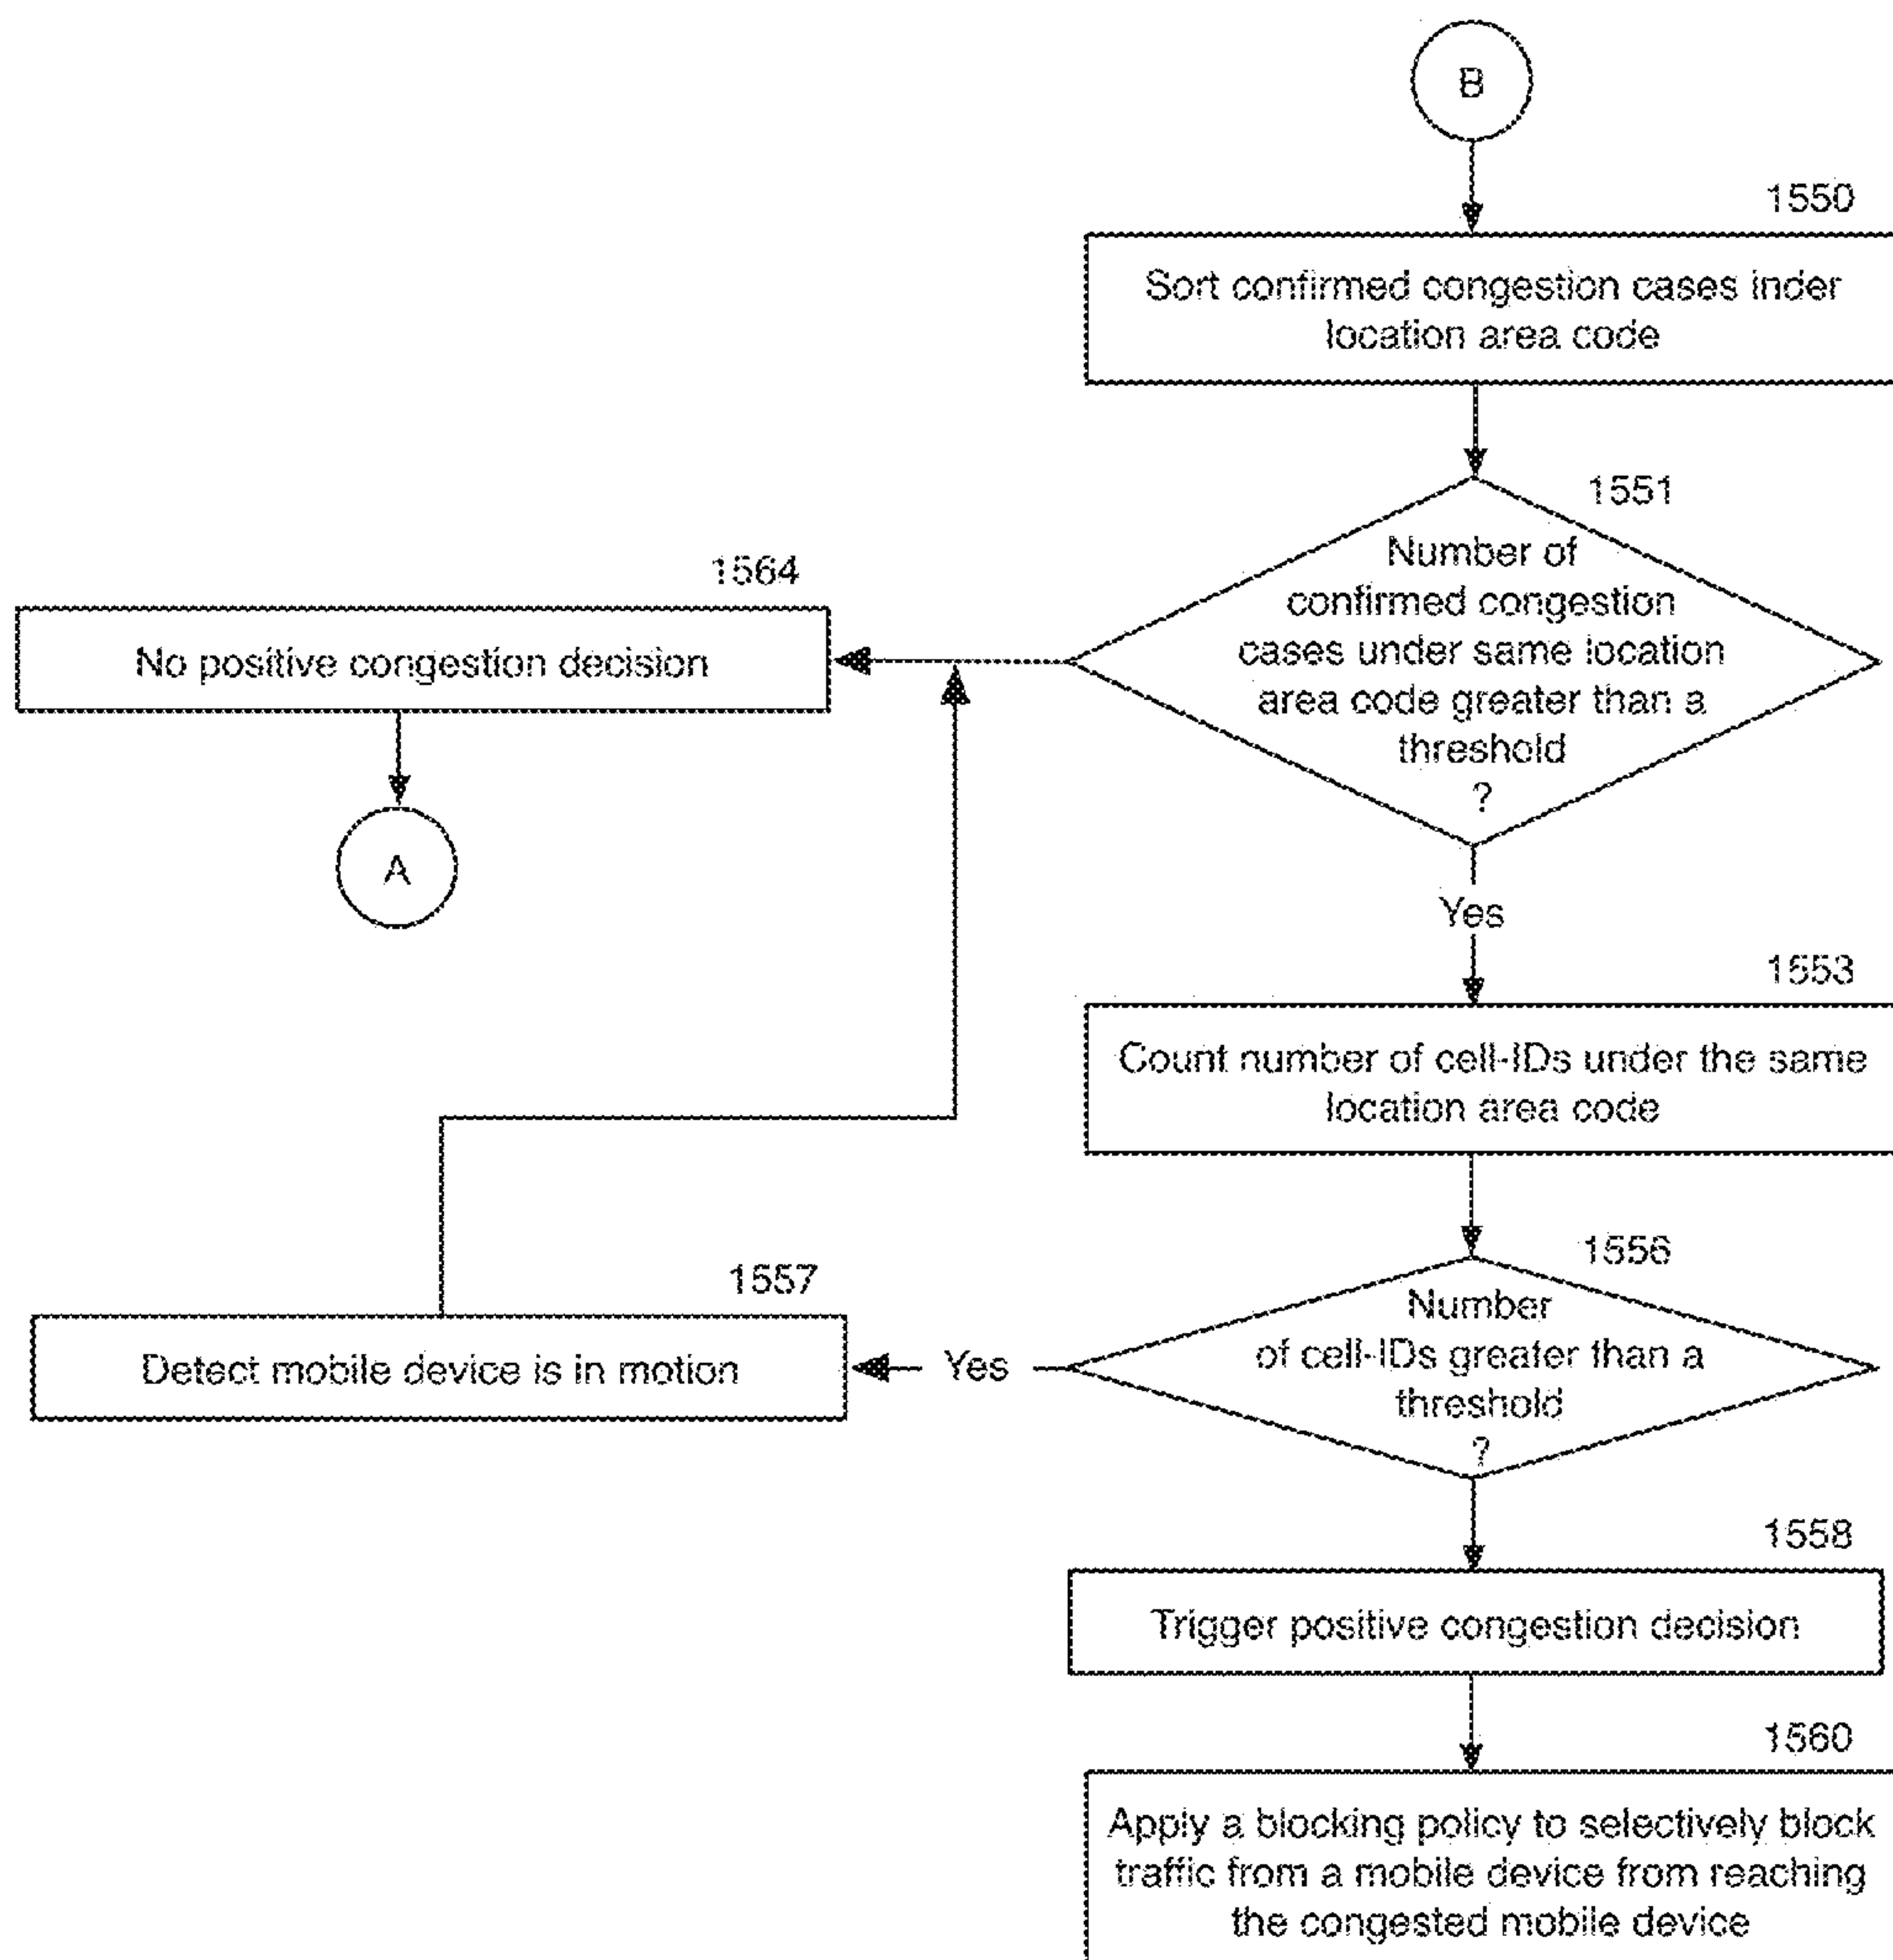 B
1550
Sort confirmed congestion cases inder
location area code
1551
Number of
confirmed congestion
cases under same location
area code greater than a
threshold
?
1564
No positive congestion decision
A
Yes
1553
Count number of cell-IDs under the same
location area code
1556
Number
of cell-IDs greater than a
threshold
?
Yes
1557
Detect mobile device is in motion
1558
Trigger positive congestion decision
1560
Apply a blocking policy to selectively block
traffic from a mobile device from reaching
the congested mobile device